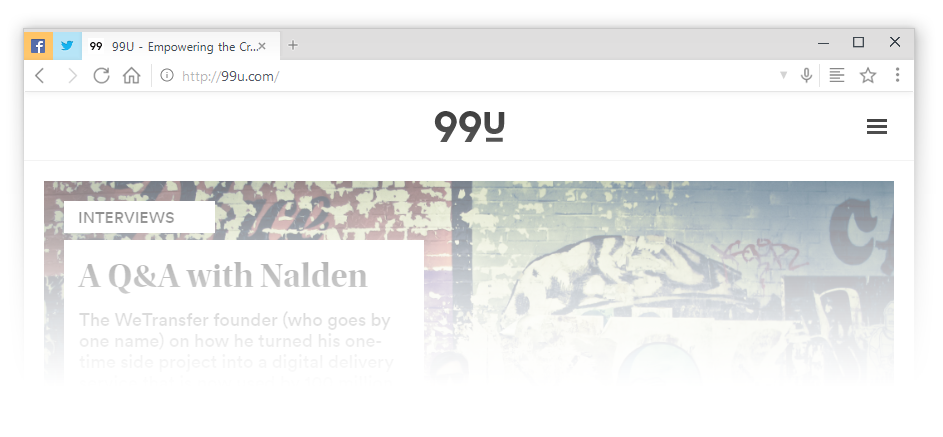 99 99U - Empowering the Cr...
http://99u.com/
99U
INTERVIEWS
A Q&A with Nalden
The WeTransfer founder (who goes by
one name) on how he turned his one-
time side project into a digital delivery